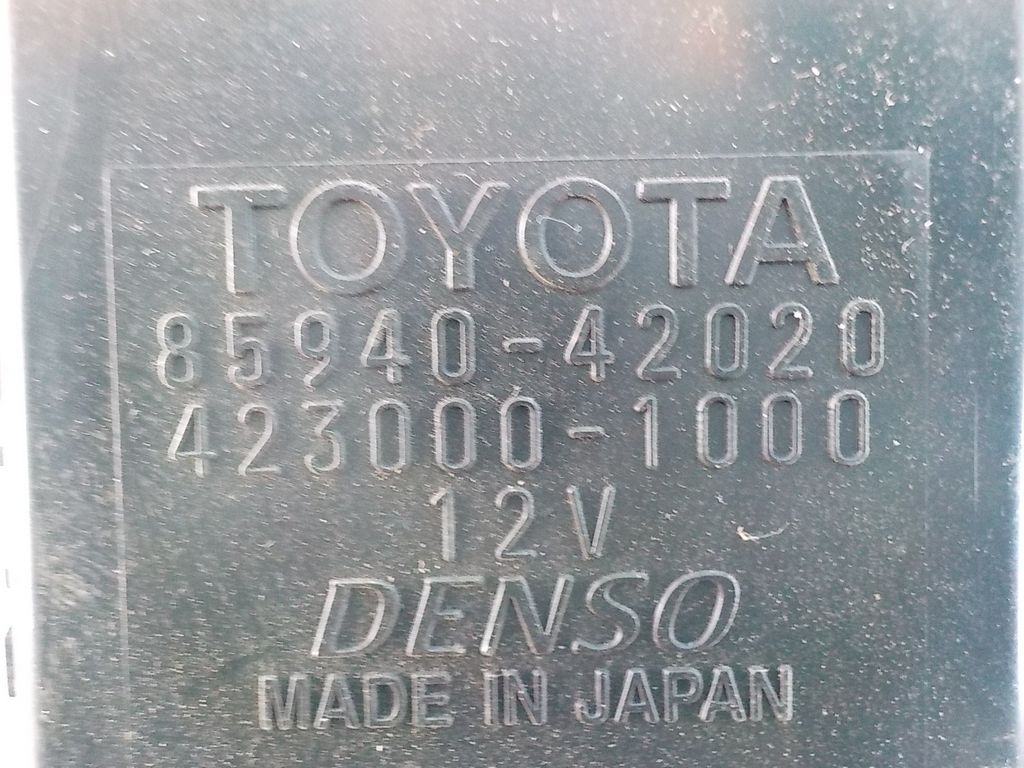 TOYOTA
85940-42020
423000-1000
12V
DENSO
MADE IN JAPAN